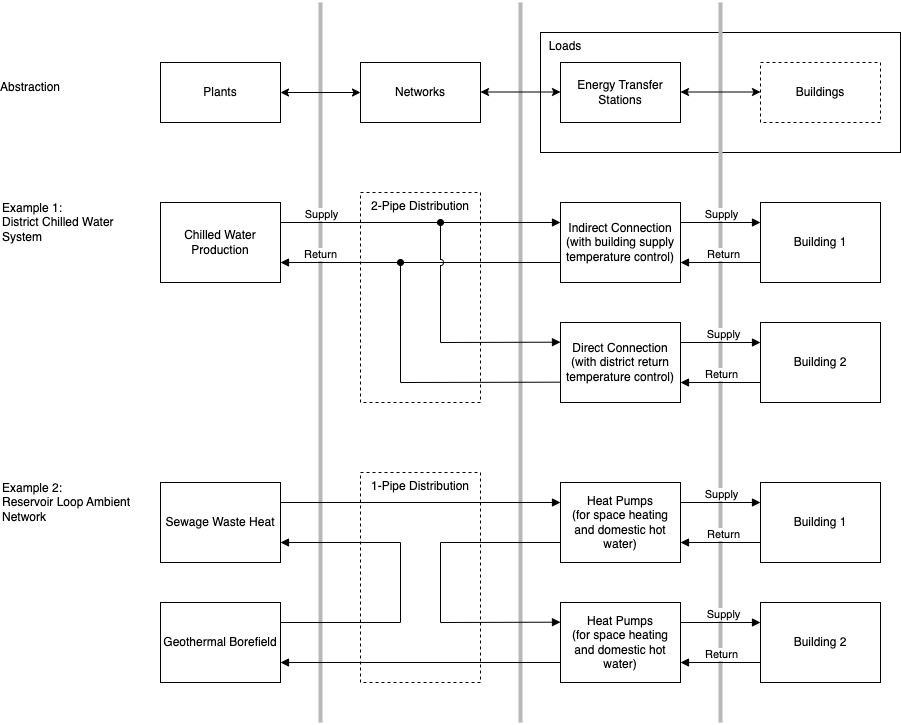 Loads
Abstraction
Plants
Networks
Energy Transfer
Stations
Buildings
Example 1:
District Chilled Water
System
2-Pipe Distribution
Chilled Water
Production
Supply
Return
Indirect Connection
(with building supply
temperature control)
Supply
Return
Building 1
Direct Connection
(with district return
temperature control)
Supply
Return
Building 2
Example 2:
Reservoir Loop Ambient
Network
1-Pipe Distribution
Sewage Waste Heat
Heat Pumps
(for space heating
and domestic hot
water)
Supply
Return
Building 1
Geothermal Borefield
Heat Pumps
(for space heating
and domestic hot
water)
Supply
Return
Building 2